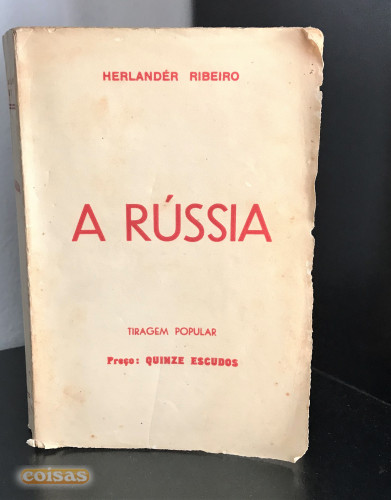 HERLANDÉR RIBEIRO
A RÚSSIA
TIRAGEM POPULAR
Preço: QUINZE ESCUDOS
coisas